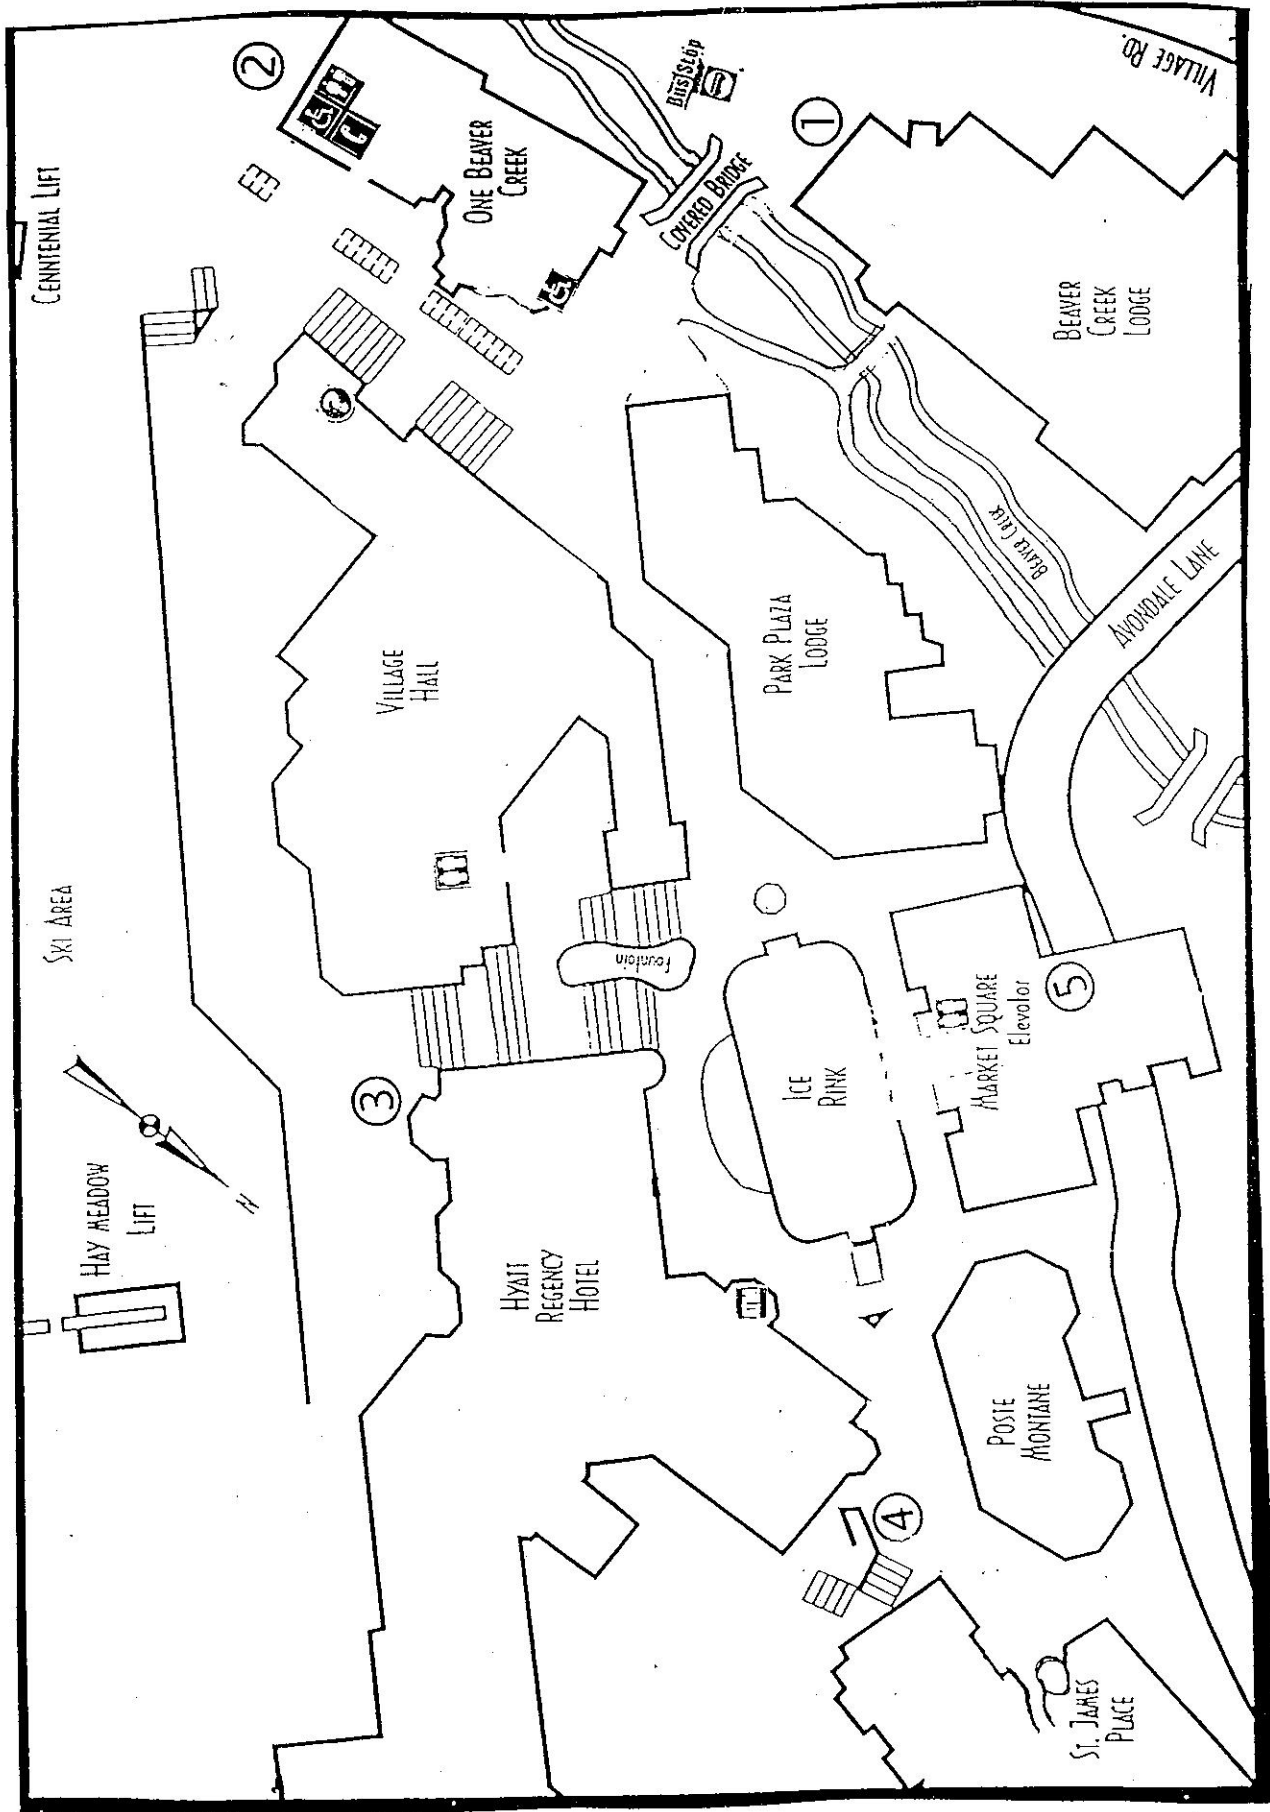 CENNTENIAL LIFT
SKI AREA
HAY MEADOW
LIFT
N
2
ONE BEAVER
CREEK
VILLAGE
HALL
3
HYATT
REGENCY
HOTEL
Fountain
Bus Stop
COVERED BRIDGE
1
VILLAGE RD.
BEAVER
CREEK
LODGE
PARK PLAZA
LODGE
BEAVER CREEK
AVONDALE LANE
ICE
RINK
MARKET SQUARE
Elevator
5
4
POSTE
MONTANE
ST. JAMES
PLACE